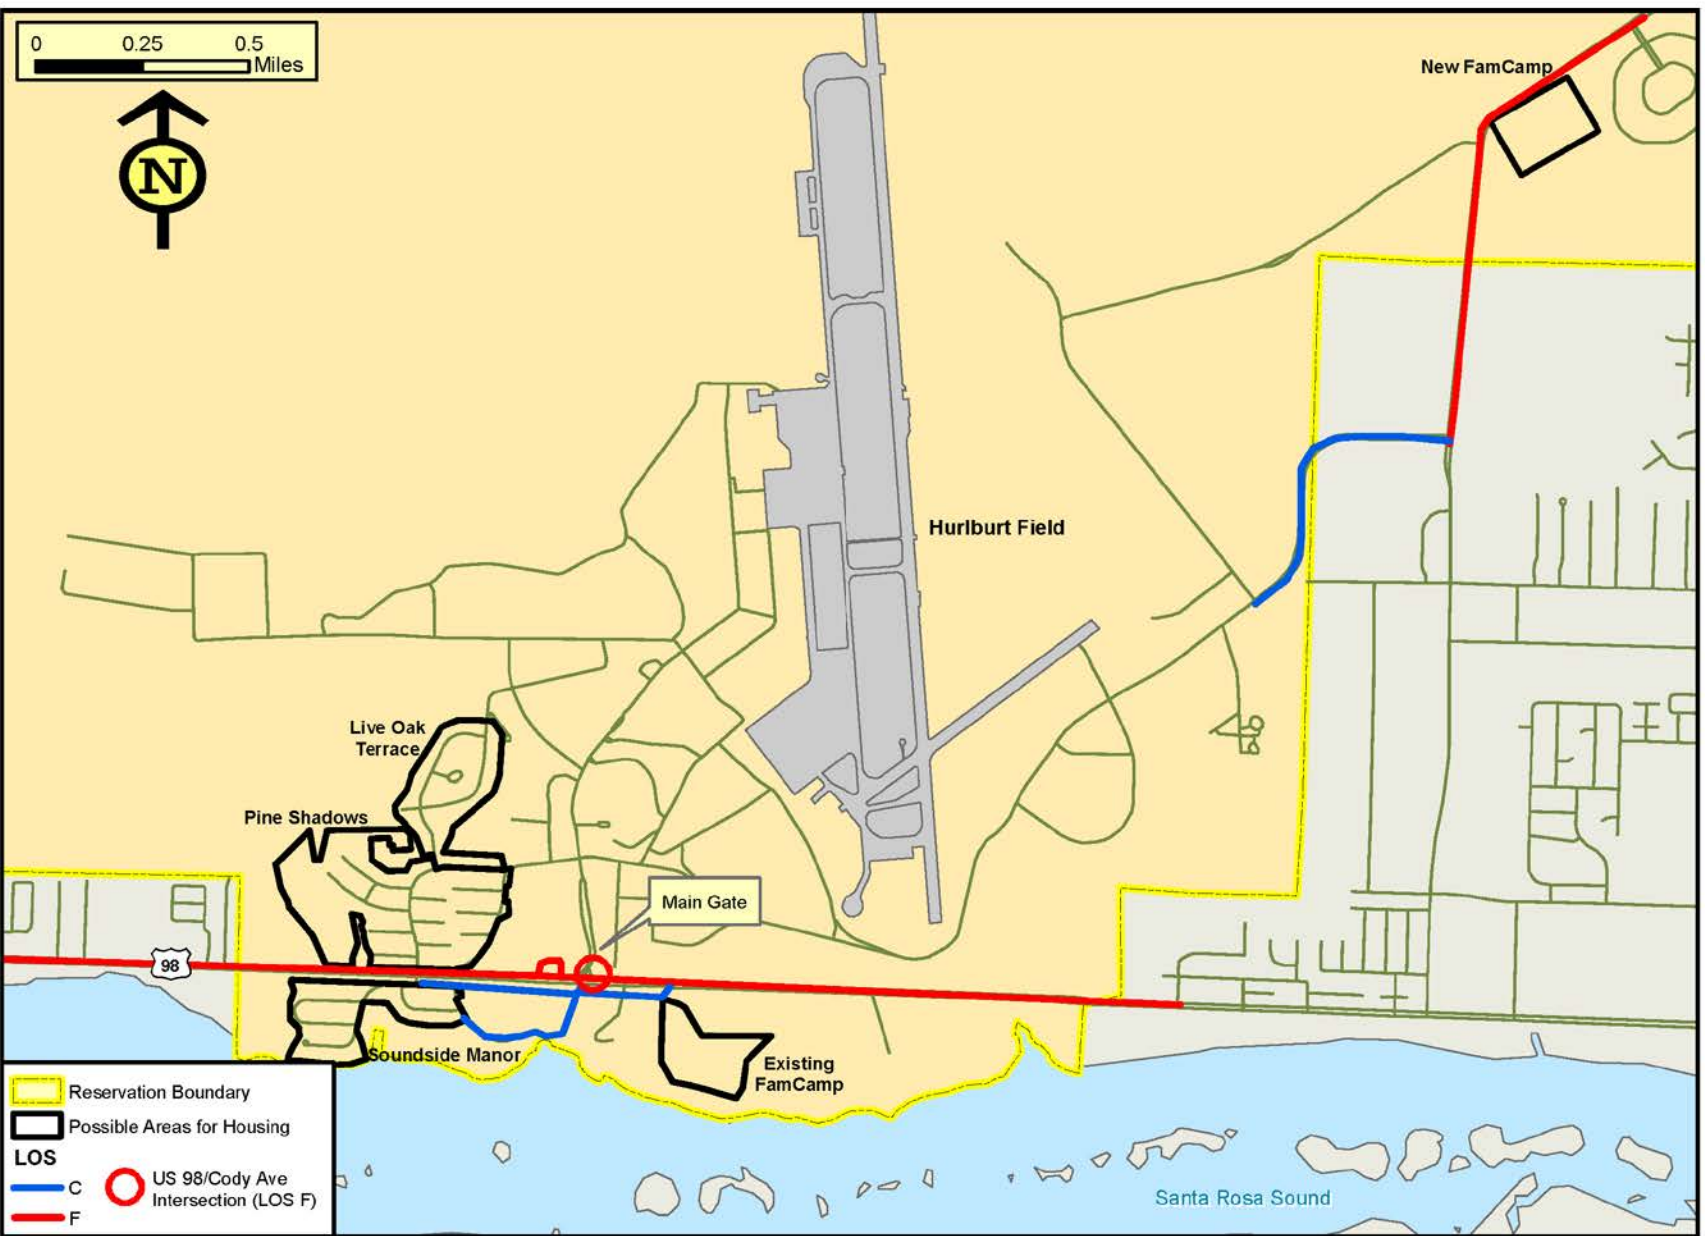 0 0.25 0.5
Miles
N
New FamCamp
Hurlburt Field
Live Oak
Terrace
Pine Shadows
Main Gate
98
Soundside Manor
Existing
FamCamp
Reservation Boundary
Possible Areas for Housing
LOS
C
F
US 98/Cody Ave
Intersection (LOS F)
Santa Rosa Sound